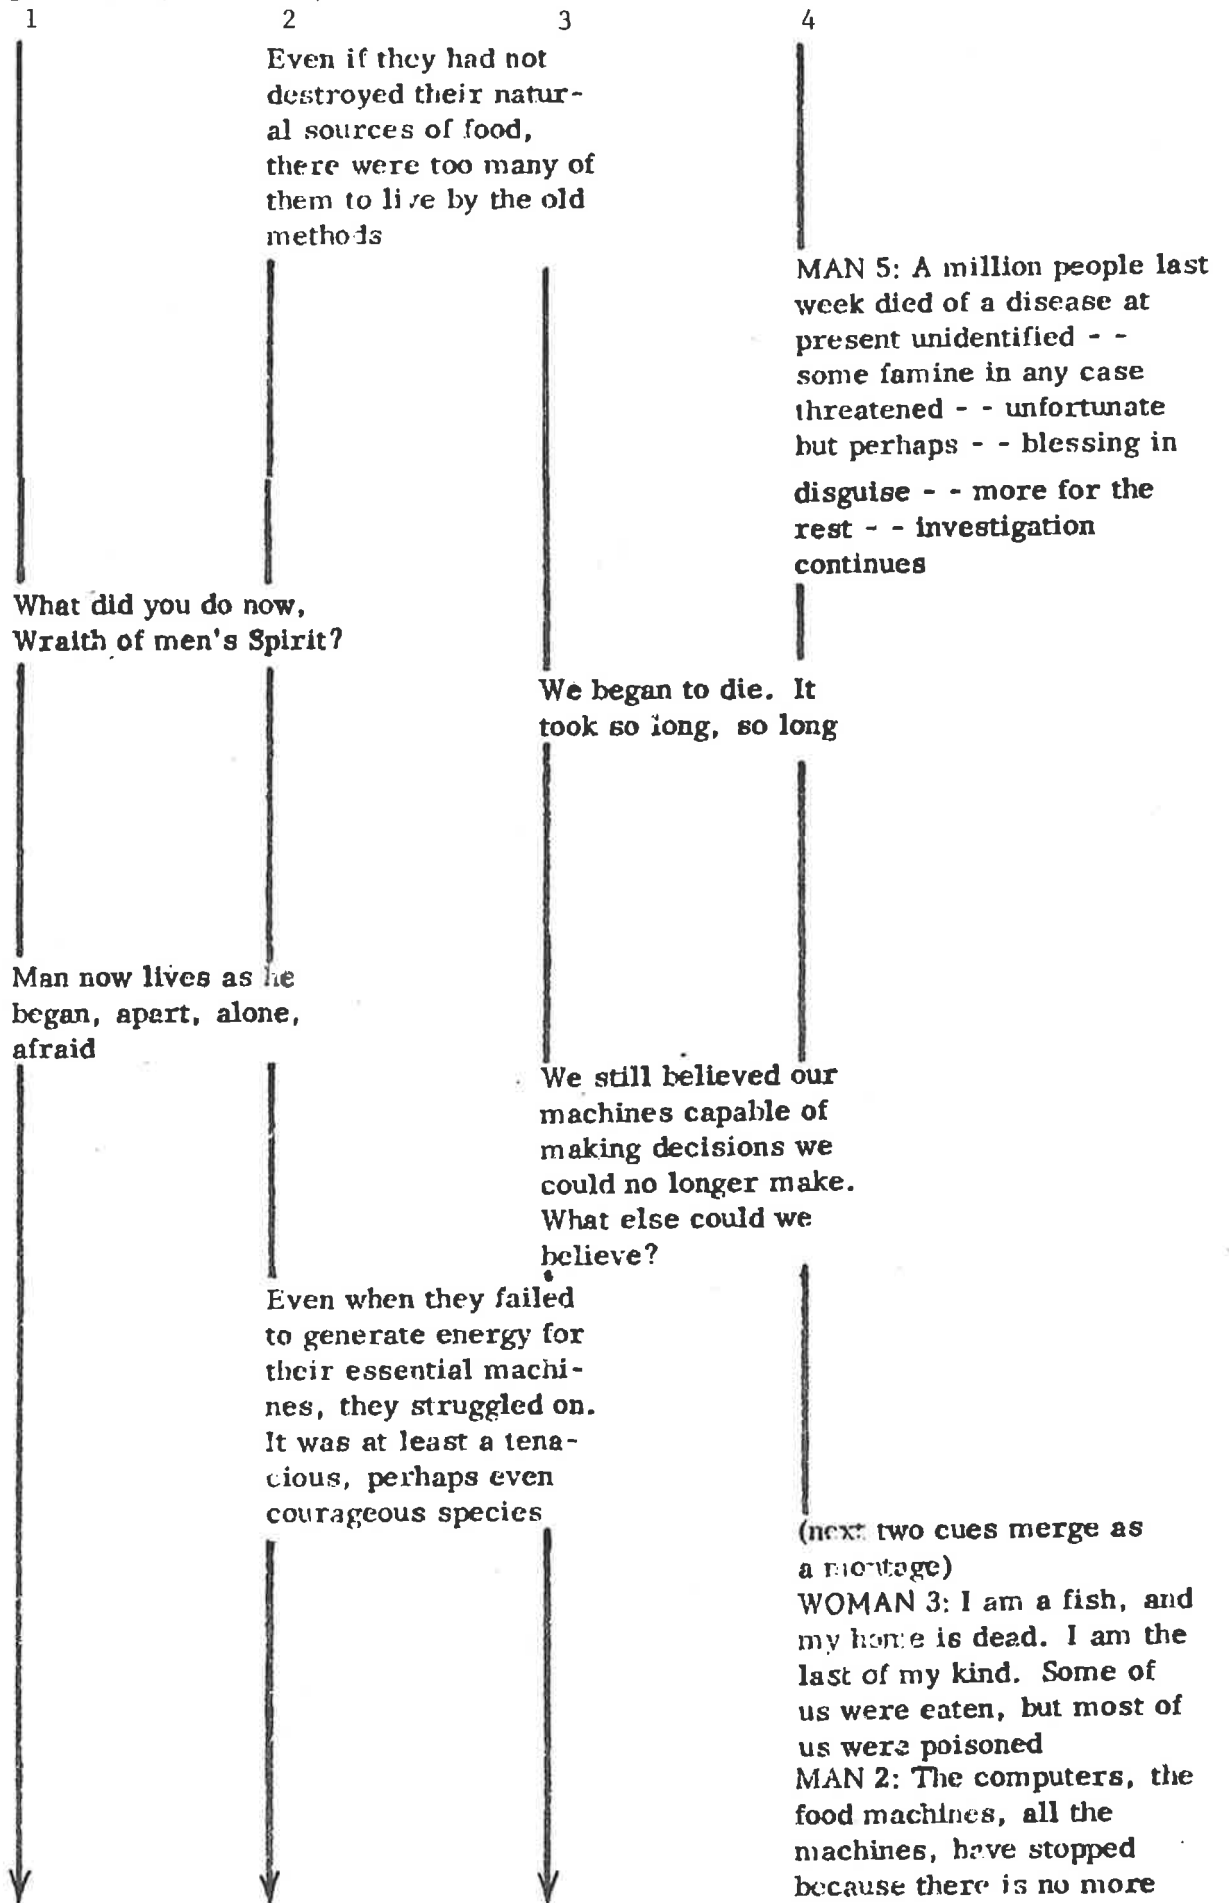 1 2 3 4
Even if they had not
destroyed their natur-
al sources of food,
there were too many of
them to live by the old
methods
MAN 5: A million people last
week died of a disease at
present unidentified - -
some famine in any case
threatened - - unfortunate
but perhaps - - blessing in
disguise - - more for the
rest - - investigation
continues
What did you do now,
Wraith of men's Spirit?
We began to die. It
took so long, so long
Man now lives as he
began, apart, alone,
afraid
We still believed our
machines capable of
making decisions we
could no longer make.
What else could we
believe?
Even when they failed
to generate energy for
their essential machi-
nes, they struggled on.
It was at least a tena-
cious, perhaps even
courageous species
(next two cues merge as
a montage)
WOMAN 3: I am a fish, and
my home is dead. I am the
last of my kind. Some of
us were eaten, but most of
us were poisoned
MAN 2: The computers, the
food machines, all the
machines, have stopped
because there is no more